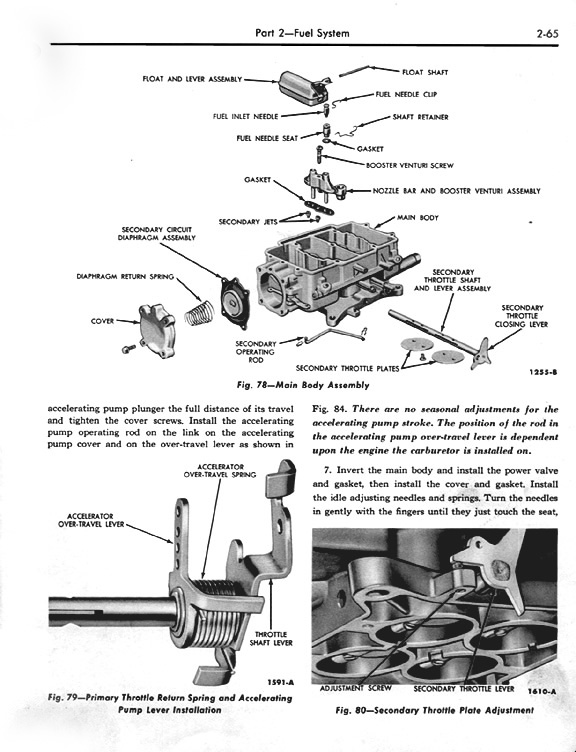 Part 2—Fuel System
2-65
FLOAT AND LEVER ASSEMBLY
FLOAT SHAFT
FUEL NEEDLE CLIP
FUEL INLET NEEDLE
SHAFT RETAINER
FUEL NEEDLE SEAT
GASKET
BOOSTER VENTURI SCREW
GASKET
NOZZLE BAR AND BOOSTER VENTURI ASSEMBLY
SECONDARY JETS
MAIN BODY
SECONDARY CIRCUIT
DIAPHRAGM ASSEMBLY
DIAPHRAGM RETURN SPRING
SECONDARY
THROTTLE SHAFT
AND LEVER ASSEMBLY
SECONDARY
THROTTLE
CLOSING LEVER
COVER
SECONDARY
OPERATING
ROD
SECONDARY THROTTLE PLATES
1255-B
Fig. 78—Main Body Assembly
accelerating pump plunger the full distance of its travel
and tighten the cover screws. Install the accelerating
pump operating rod on the link on the accelerating
pump cover and on the over-travel lever as shown in
ACCELERATOR
OVER-TRAVEL SPRING
ACCELERATOR
OVER-TRAVEL LEVER
THROTTLE
SHAFT LEVER
1591-A
Fig. 79—Primary Throttle Return Spring and Accelerating
Pump Lever Installation
Fig. 84. There are no seasonal adjustments for the
accelerating pump stroke. The position of the rod in
the accelerating pump over-travel lever is dependent
upon the engine the carburetor is installed on.
7. Invert the main body and install the power valve
and gasket, then install the cover and gasket. Install
the idle adjusting needles and springs. Turn the needles
in gently with the fingers until they just touch the seat,
ADJUSTMENT SCREW
SECONDARY THROTTLE LEVER
1610-A
Fig. 80—Secondary Throttle Plate Adjustment